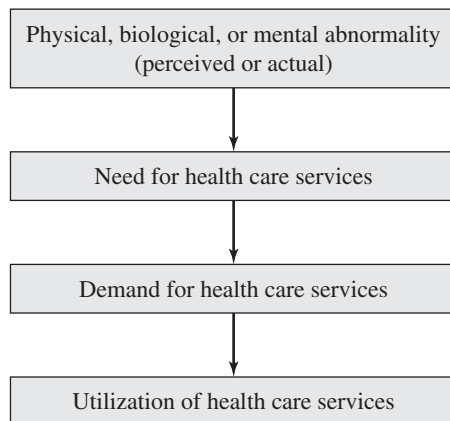 Physical, biological, or mental abnormality
(perceived or actual)
Need for health care services
Demand for health care services
Utilization of health care services